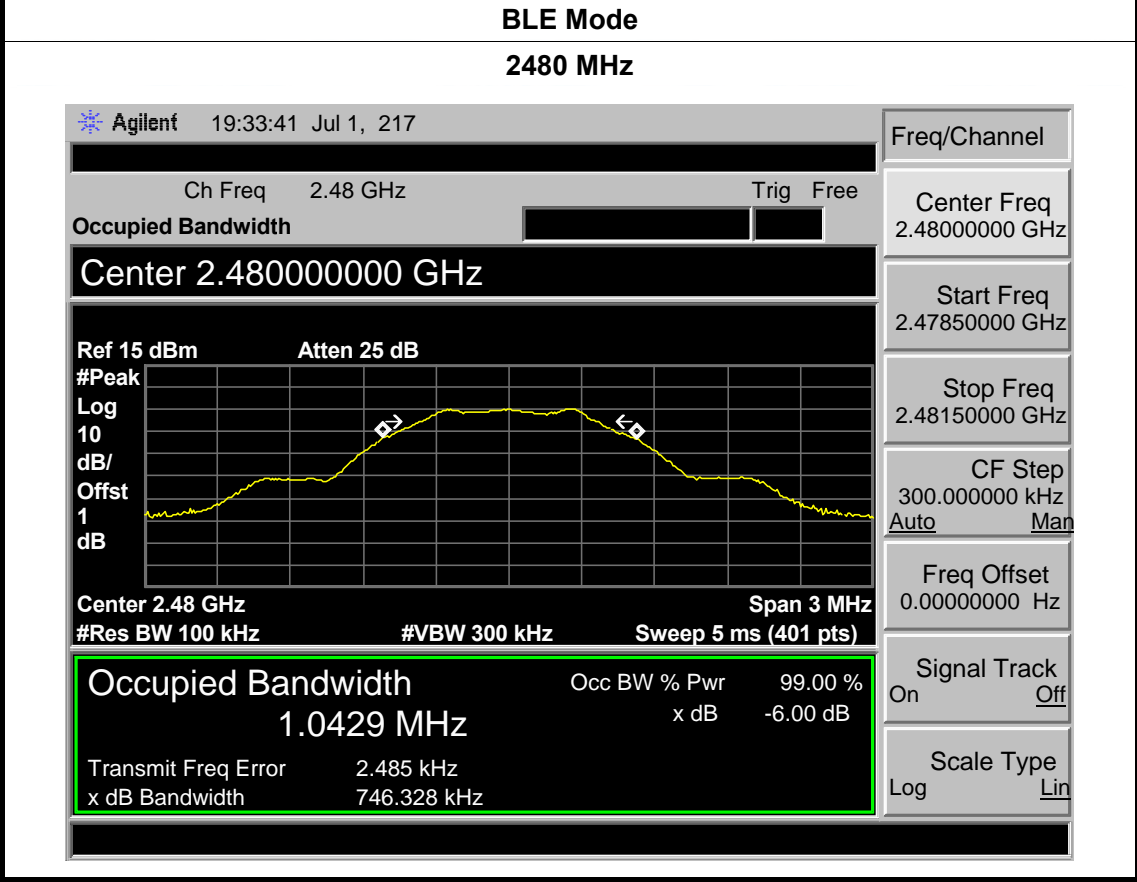 BLE Mode
2480 MHz
Agilent 19:33:41 Jul 1, 217
Freq/Channel
Ch Freq 2.48 GHz Trig Free
Occupied Bandwidth
Center 2.480000000 GHz
Ref 15 dBm Atten 25 dB
#Peak
Log
10
dB/
Offst
1
dB
Center 2.48 GHz Span 3 MHz
#Res BW 100 kHz #VBW 300 kHz Sweep 5 ms (401 pts)
Occupied Bandwidth
1.0429 MHz
Occ BW % Pwr 99.00 %
x dB -6.00 dB
Transmit Freq Error 2.485 kHz
x dB Bandwidth 746.328 kHz
Center Freq
2.48000000 GHz
Start Freq
2.47850000 GHz
Stop Freq
2.48150000 GHz
CF Step
300.000000 kHz
Auto Man
Freq Offset
0.00000000 Hz
Signal Track
On Off
Scale Type
Log Lin